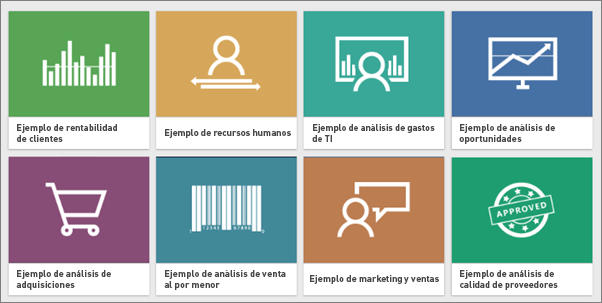 Ejemplo de rentabilidad
de clientes
Ejemplo de recursos humanos
Ejemplo de análisis de gastos
de TI
Ejemplo de análisis de
oportunidades
APPROVED
Ejemplo de análisis de
adquisiciones
Ejemplo de análisis de venta
al por menor
Ejemplo de marketing y ventas
Ejemplo de análisis de
calidad de proveedores